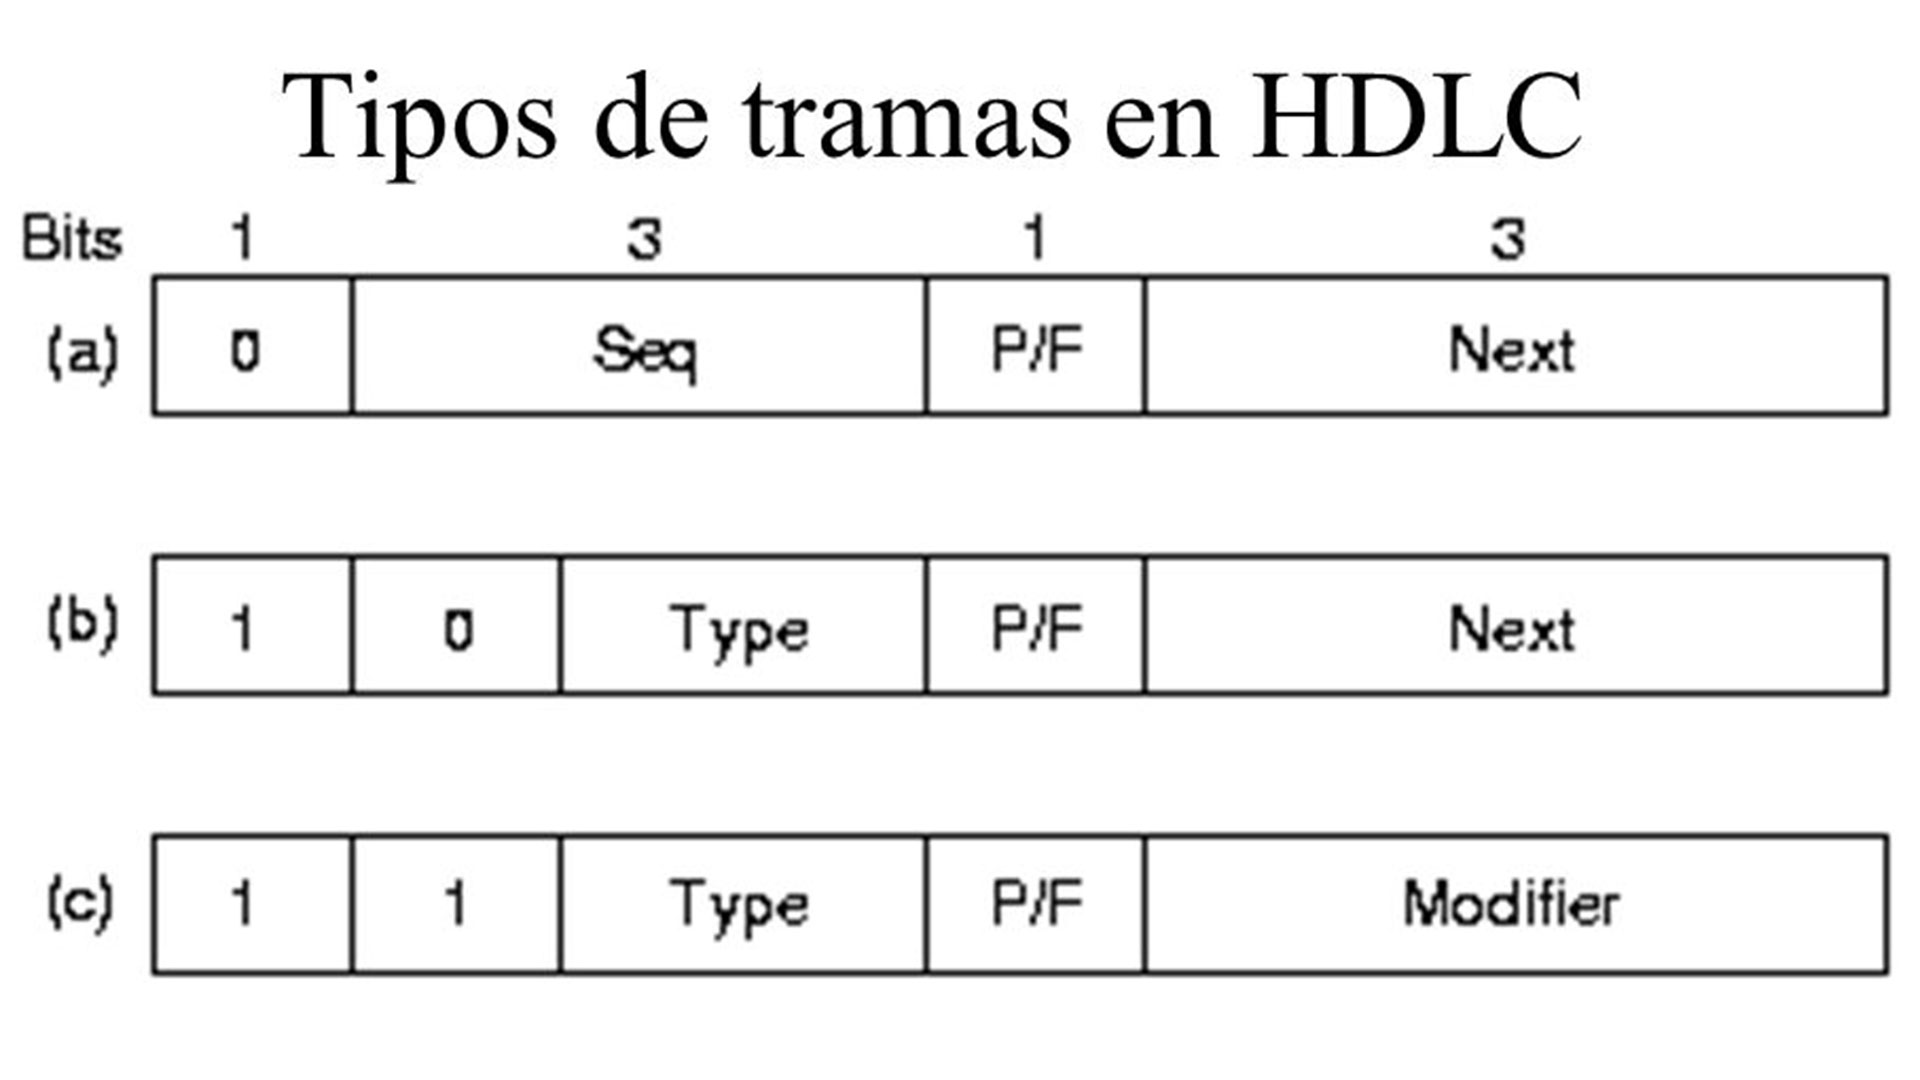 Tipos de tramas en HDLC
Bits 1 3 1 3
(a) 0 Seq P/F Next
(b) 1 0 Type P/F Next
(c) 1 1 Type P/F Modifier